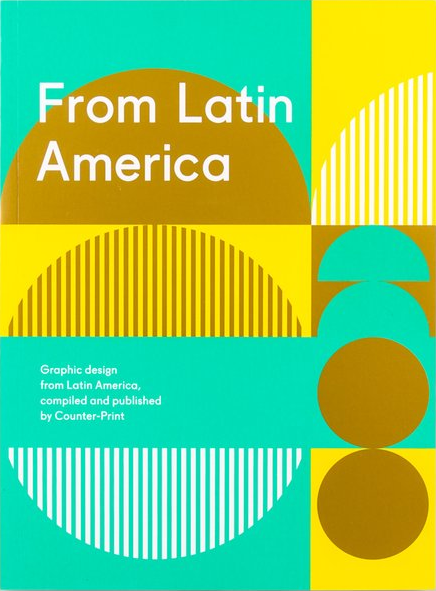 From Latin
America
Graphic design
from Latin America,
compiled and published
by Counter-Print